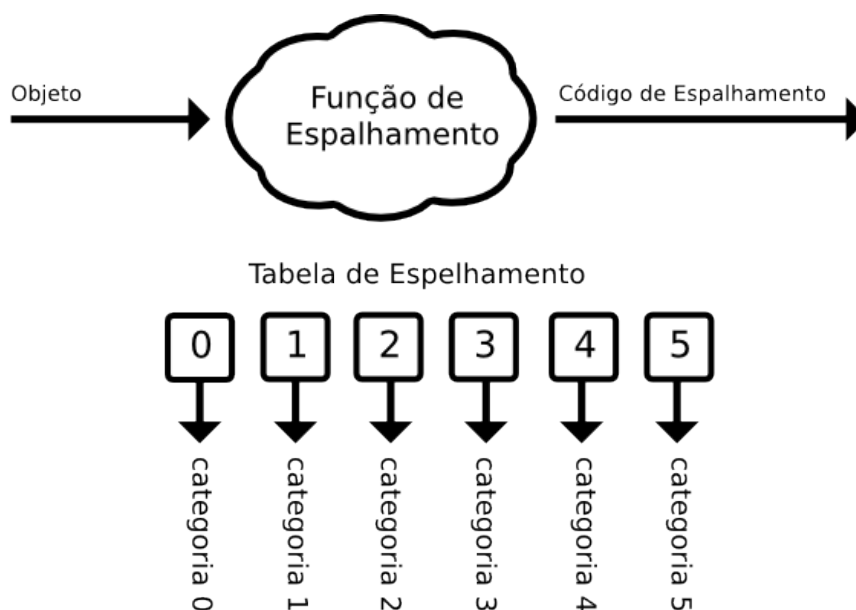 Objeto
Função de
Espalhamento
Código de Espalhamento
Tabela de Espelhamento
0 1 2 3 4 5
categoria 0
categoria 1
categoria 2
categoria 3
categoria 4
categoria 5